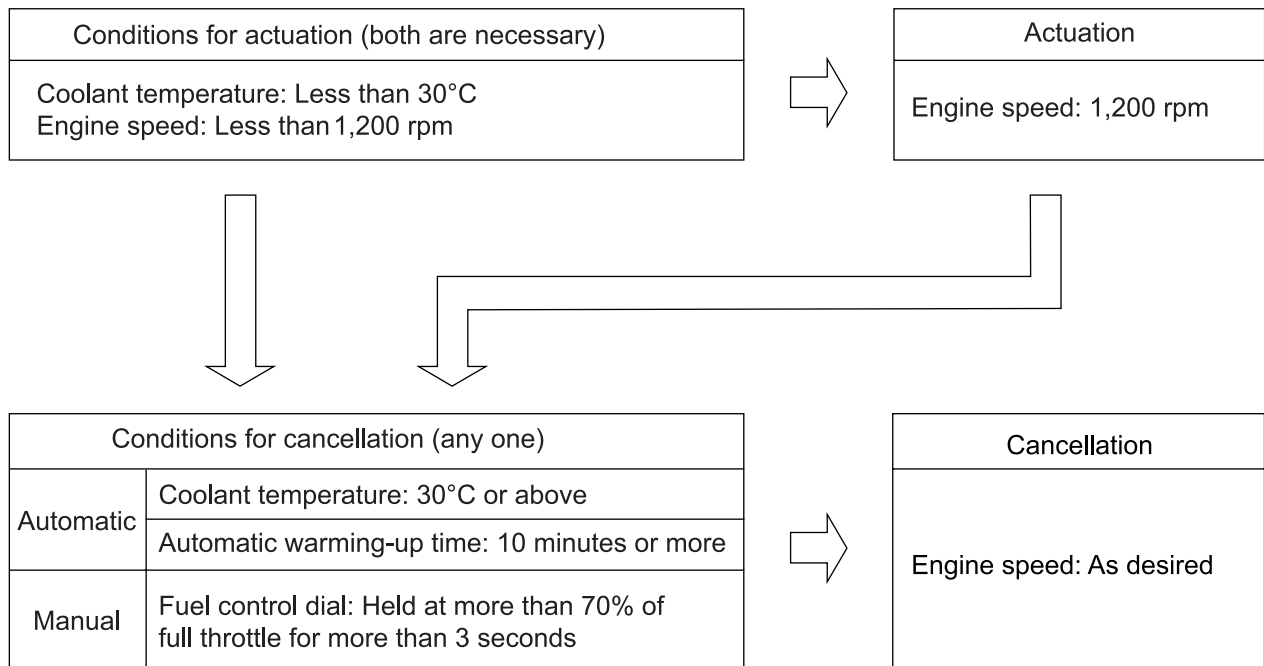 Conditions for actuation (both are necessary)
Coolant temperature: Less than 30°C
Engine speed: Less than 1,200 rpm
Actuation
Engine speed: 1,200 rpm
Conditions for cancellation (any one)
Automatic
Coolant temperature: 30°C or above
Automatic warming-up time: 10 minutes or more
Manual
Fuel control dial: Held at more than 70% of
full throttle for more than 3 seconds
Cancellation
Engine speed: As desired